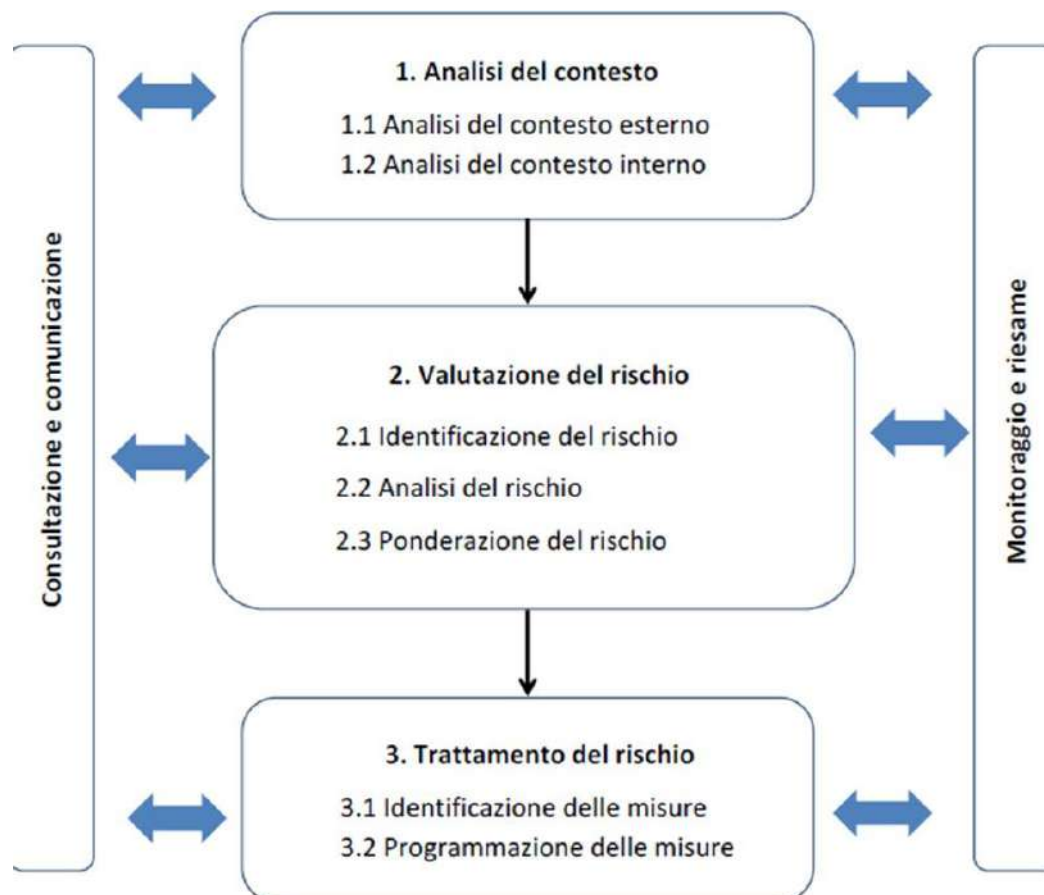 Consultazione e comunicazione
1. Analisi del contesto
1.1 Analisi del contesto esterno
1.2 Analisi del contesto interno
2. Valutazione del rischio
2.1 Identificazione del rischio
2.2 Analisi del rischio
2.3 Ponderazione del rischio
3. Trattamento del rischio
3.1 Identificazione delle misure
3.2 Programmazione delle misure
Monitoraggio e riesame